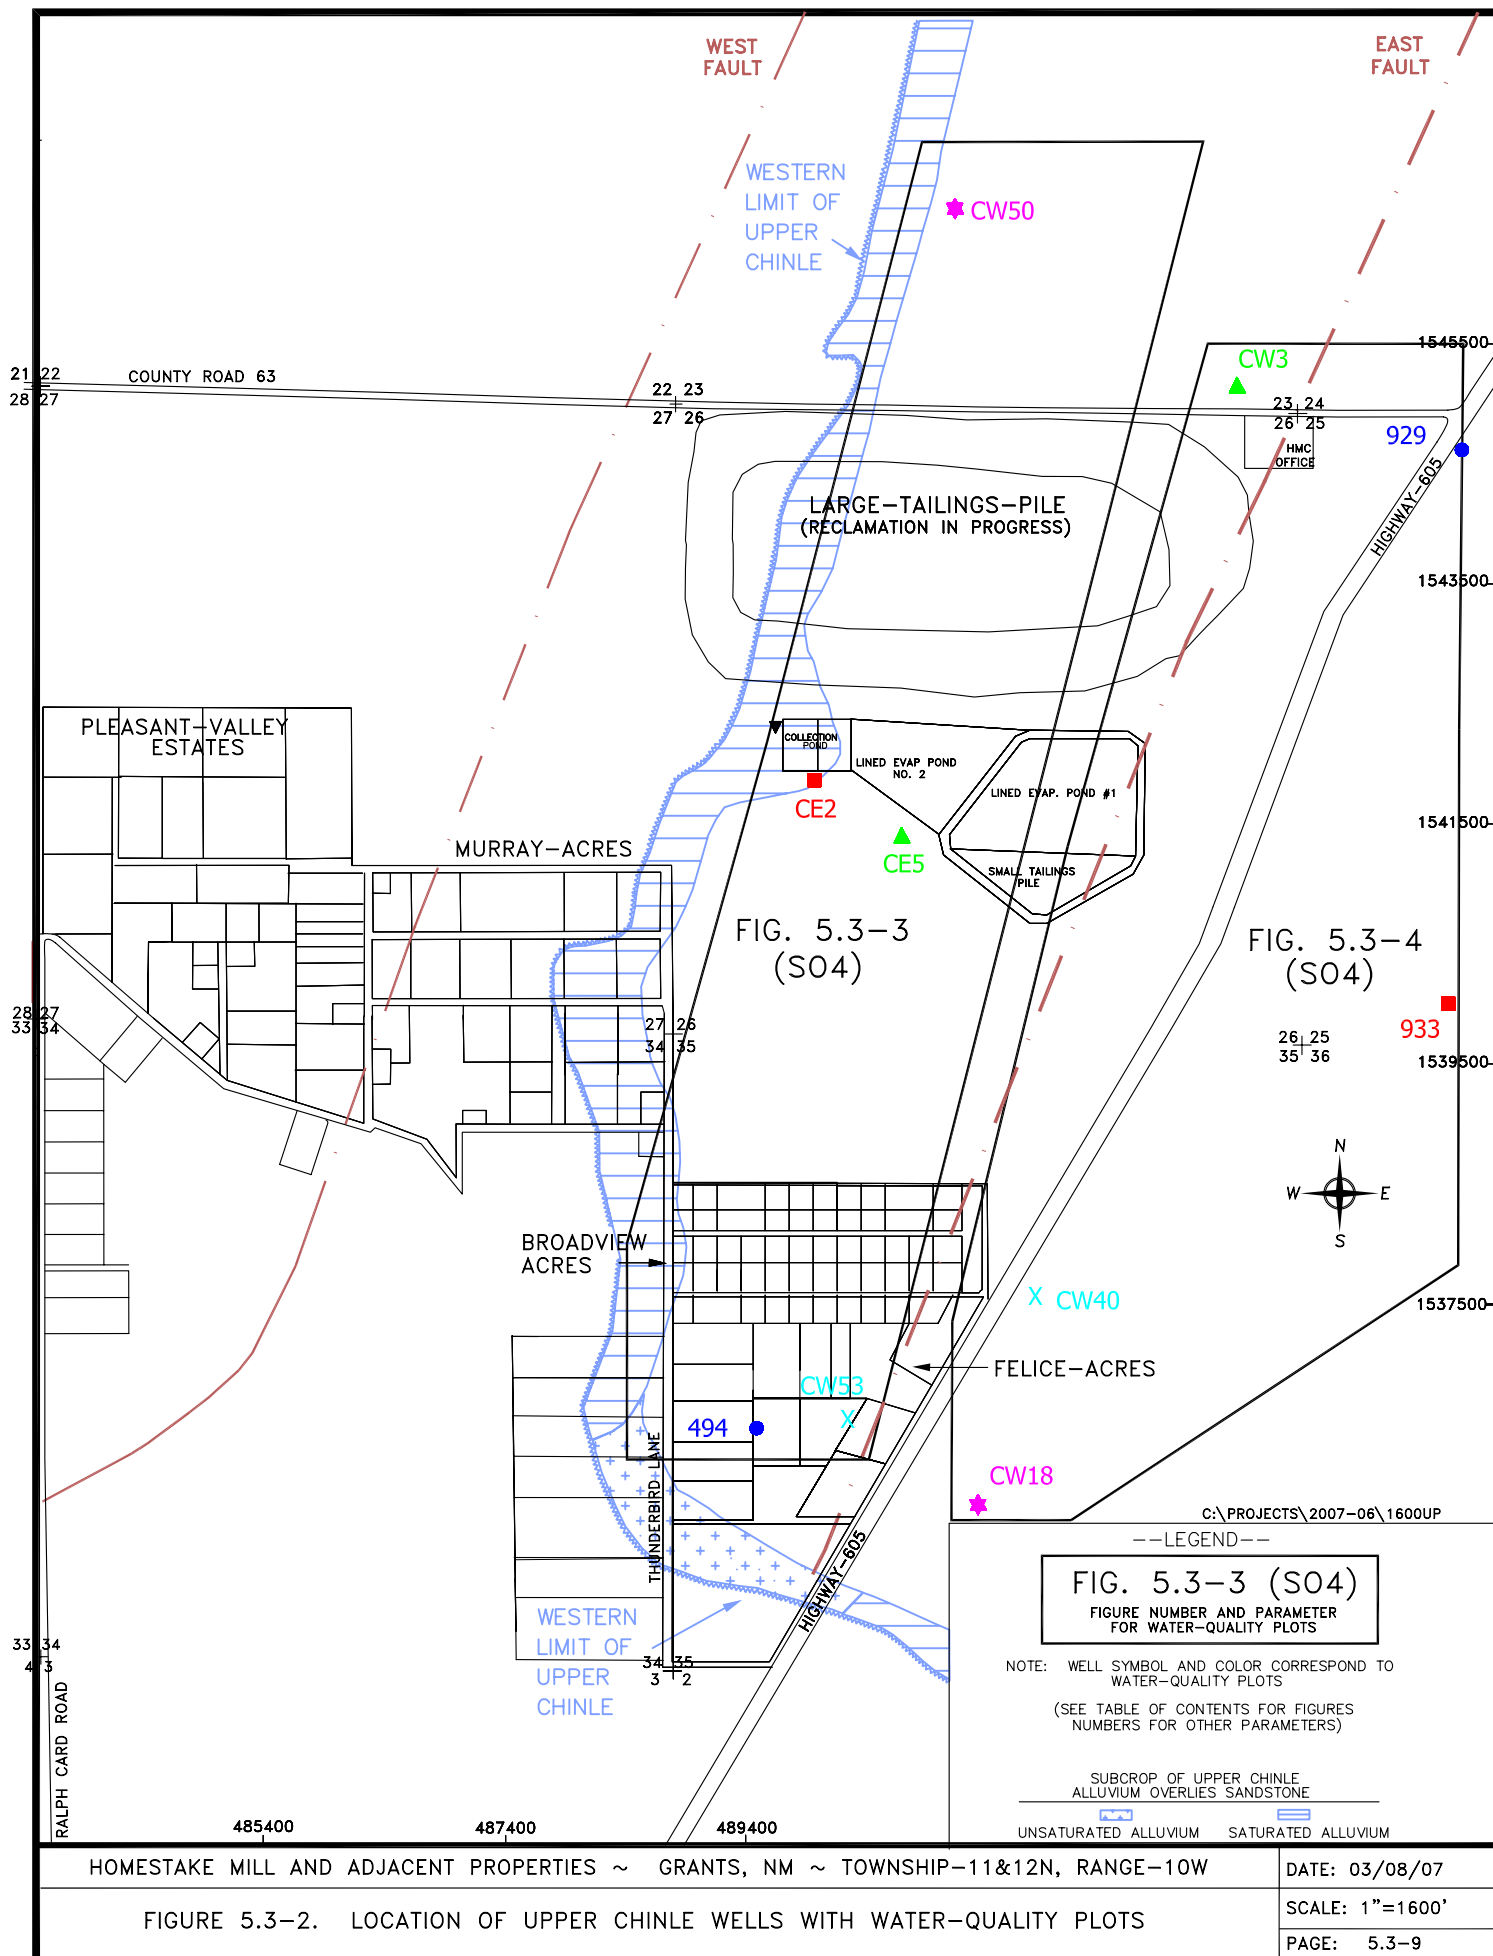 WEST
FAULT
EAST
FAULT
WESTERN
LIMIT OF
UPPER
CHINLE
CW50
1545500
CW3
21 22
28 27
COUNTY ROAD 63
22 23
27 26
23 24
26 25
929
HMC
OFFICE
HIGHWAY-605
LARGE-TAILINGS-PILE
(RECLAMATION IN PROGRESS)
1543500
PLEASANT-VALLEY
ESTATES
COLLECTION
POND
LINED EVAP POND
NO. 2
LINED EVAP. POND #1
CE2
1541500
MURRAY-ACRES
CE5
SMALL TAILINGS
PILE
FIG. 5.3-3
(SO4)
FIG. 5.3-4
(SO4)
933
28 27
33 34
27 26
34 35
26 25
35 36
1539500
N
W E
S
BROADVIEW
ACRES
CW40
1537500
FELICE-ACRES
CW53
494
THUNDERBIRD LANE
CW18
HIGHWAY-605
C:\PROJECTS\2007-06\1600UP
--LEGEND--
FIG. 5.3-3 (SO4)
FIGURE NUMBER AND PARAMETER
FOR WATER-QUALITY PLOTS
WESTERN
LIMIT OF
UPPER
CHINLE
33 34
4 3
34 35
3 2
NOTE: WELL SYMBOL AND COLOR CORRESPOND TO
WATER-QUALITY PLOTS
(SEE TABLE OF CONTENTS FOR FIGURES
NUMBERS FOR OTHER PARAMETERS)
RALPH CARD ROAD
SUBCROP OF UPPER CHINLE
ALLUVIUM OVERLIES SANDSTONE
UNSATURATED ALLUVIUM SATURATED ALLUVIUM
485400
487400
489400
HOMESTAKE MILL AND ADJACENT PROPERTIES ~ GRANTS, NM ~ TOWNSHIP-11&12N, RANGE-10W
DATE: 03/08/07
SCALE: 1"=1600'
FIGURE 5.3-2. LOCATION OF UPPER CHINLE WELLS WITH WATER-QUALITY PLOTS
PAGE: 5.3-9